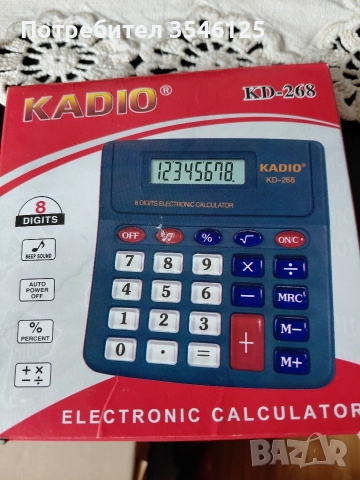 Потребител 3546125
KADIO®
KD-268
12345678.
KADIO®
KD-268
8 DIGITS ELECTRONIC CALCULATOR
8
DIGITS
BEEP SOUND
AUTO
POWER
OFF
%
PERCENT
+ ×
− ÷
OFF % √ ON/C
7 8 9 × ÷
4 5 6 − MRC
1 2 3 + M−
0 · = M+
ELECTRONIC CALCULATOR
BAZAR